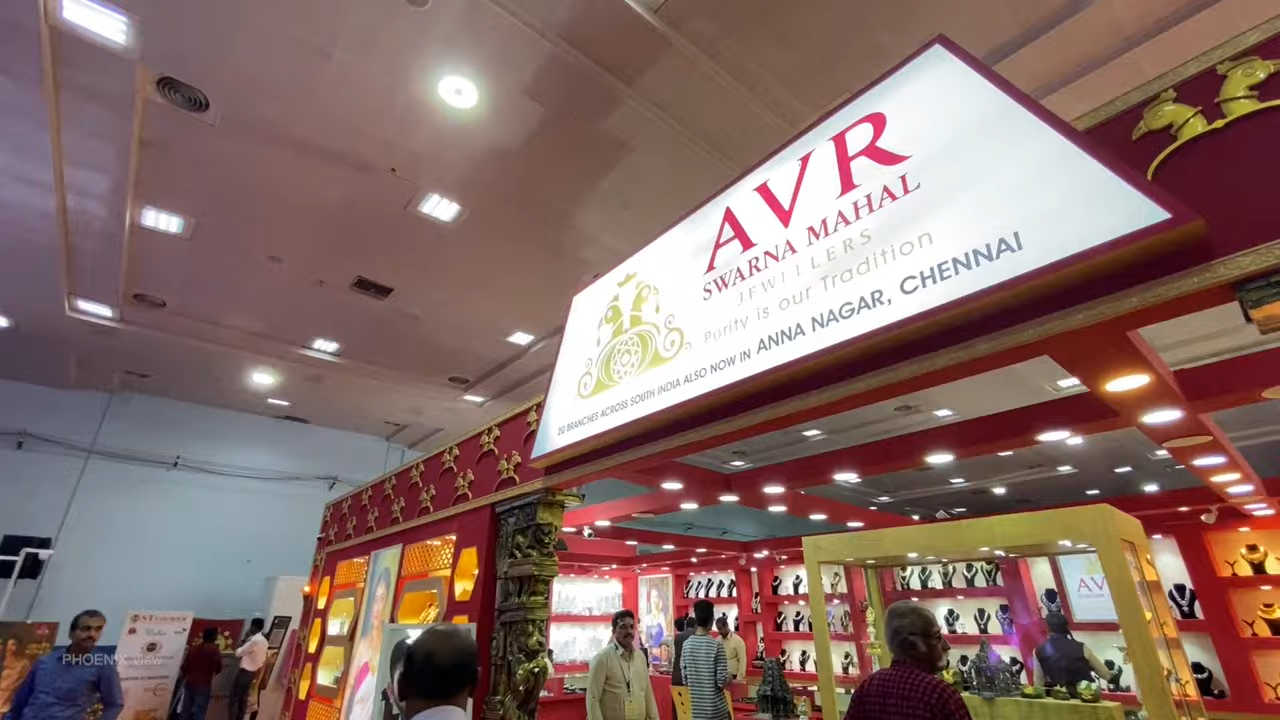 AVR
SWARNA MAHAL
JEWELLERS
Purity is our Tradition
20 BRANCHES ACROSS SOUTH INDIA ALSO NOW IN ANNA NAGAR, CHENNAI
AV
PHOENIX VIEW